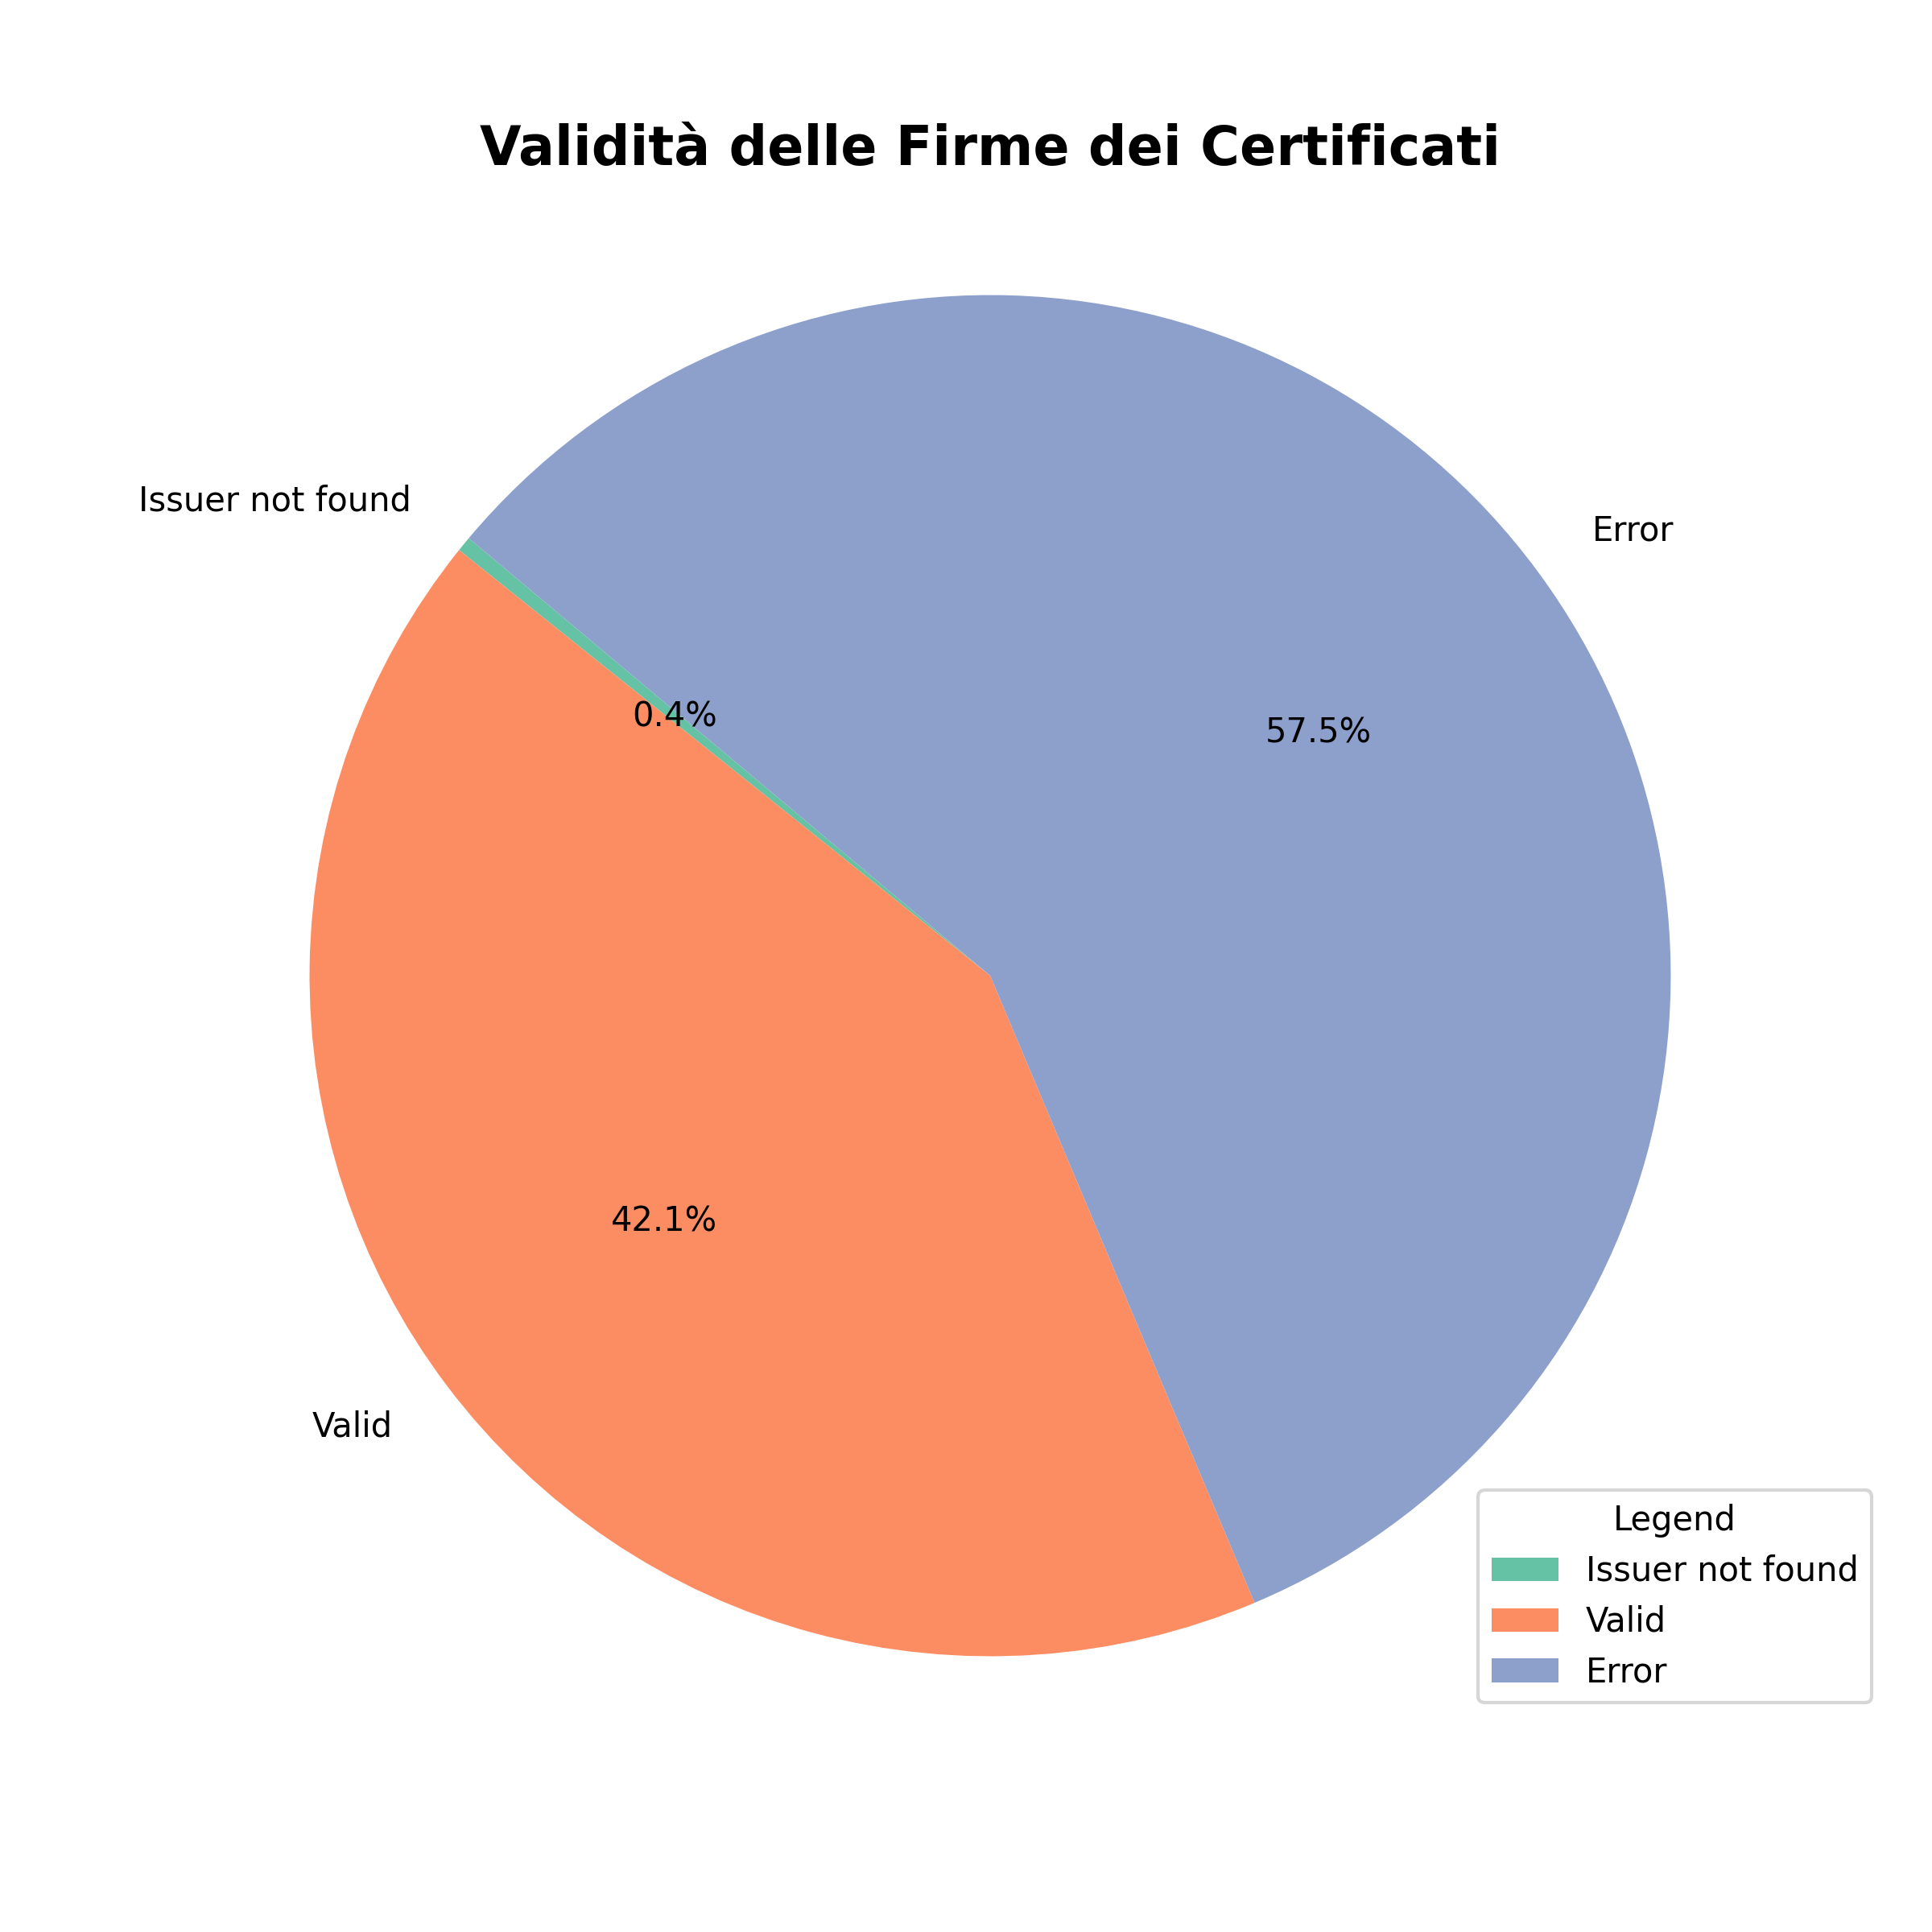 Validità delle Firme dei Certificati
Issuer not found
Error
0.4%
57.5%
42.1%
Valid
Legend
Issuer not found
Valid
Error